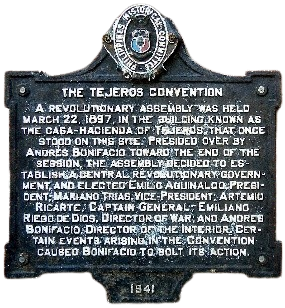 PHILIPPINES HISTORICAL COMMITTEE
THE TEJEROS CONVENTION
A REVOLUTIONARY ASSEMBLY WAS HELD
MARCH 22, 1897, IN THE BUILDING KNOWN AS
THE CASA-HACIENDA OF TEJEROS, THAT ONCE
STOOD ON THIS SITE. PRESIDED OVER BY
ANDRES BONIFACIO TOWARD THE END OF THE
SESSION, THE ASSEMBLY DECIDED TO ES-
TABLISH A CENTRAL REVOLUTIONARY GOVERN-
MENT, AND ELECTED EMILIO AGUINALDO, PRESI-
DENT; MARIANO TRIAS, VICE-PRESIDENT; ARTEMIO
RICARTE, CAPTAIN GENERAL; EMILIANO
RIEGO DE DIOS, DIRECTOR OF WAR; AND ANDRES
BONIFACIO, DIRECTOR OF THE INTERIOR. CER-
TAIN EVENTS ARISING IN THE CONVENTION
CAUSED BONIFACIO TO BOLT ITS ACTION.
1941